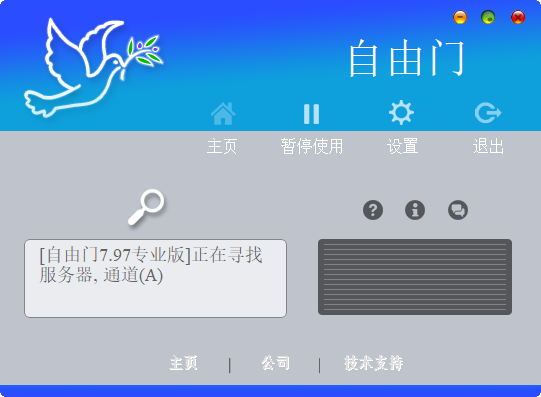 自由门
主页 暂停使用 设置 退出
[自由门7.97专业版]正在寻找
服务器, 通道(A)
主页 | 公司 | 技术支持